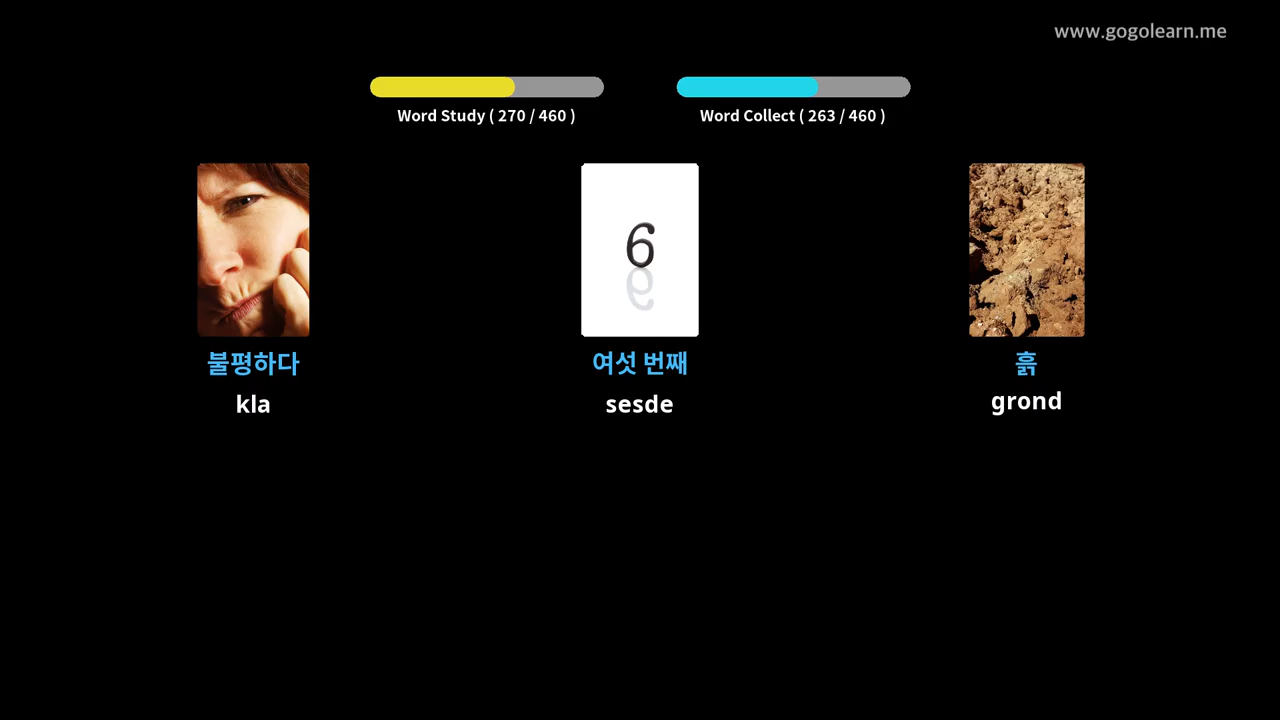 www.gogolearn.me
Word Study ( 270 / 460 )
Word Collect ( 263 / 460 )
6
불평하다
여섯 번째
흙
kla
sesde
grond